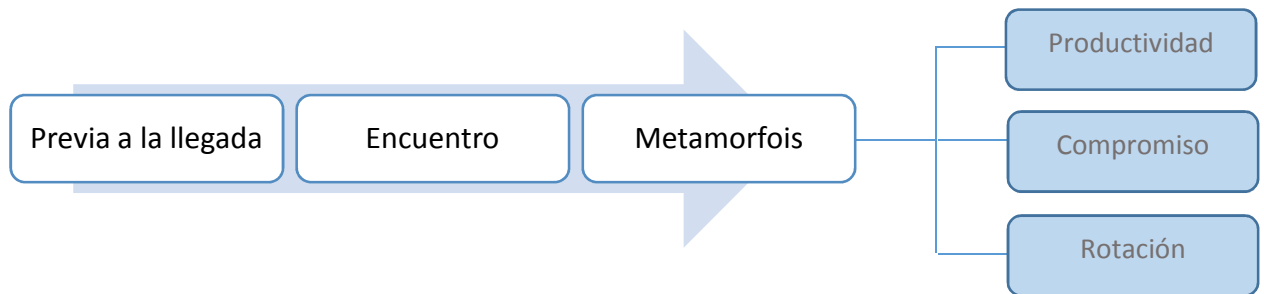 Previa a la llegada
Encuentro
Metamorfois
Productividad
Compromiso
Rotación